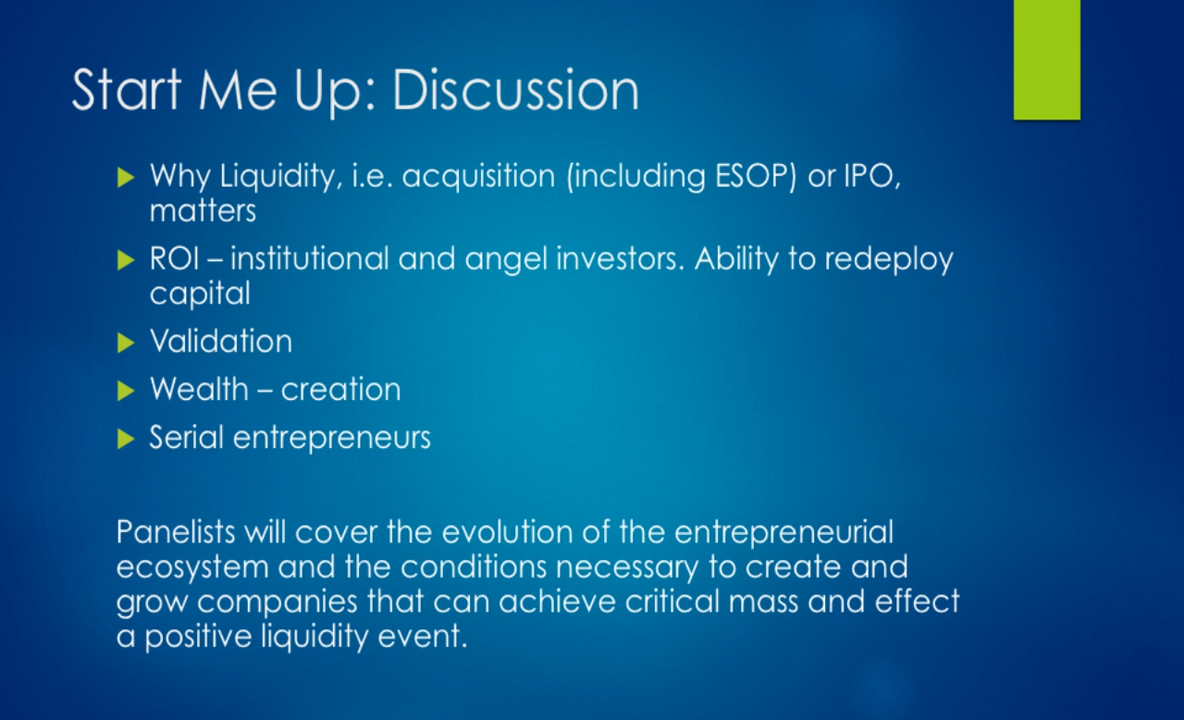 Start Me Up: Discussion
Why Liquidity, i.e. acquisition (including ESOP) or IPO,
matters
ROI – institutional and angel investors. Ability to redeploy
capital
Validation
Wealth – creation
Serial entrepreneurs
Panelists will cover the evolution of the entrepreneurial
ecosystem and the conditions necessary to create and
grow companies that can achieve critical mass and effect
a positive liquidity event.